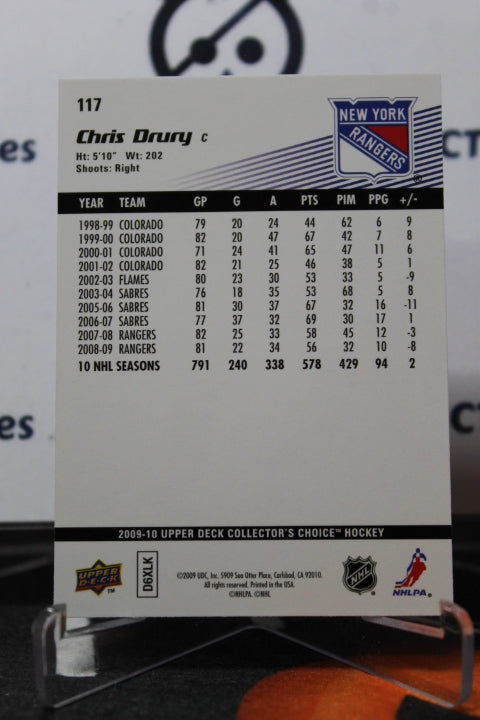 117
Chris Drury C
Ht: 5'10" Wt: 202
Shoots: Right
NEW YORK
RANGERS
YEAR TEAM GP G A PTS PIM PPG +/-
1998-99 COLORADO 79 20 24 44 62 6 9
1999-00 COLORADO 82 20 47 67 42 7 8
2000-01 COLORADO 71 24 41 65 47 11 6
2001-02 COLORADO 82 21 25 46 38 5 1
2002-03 FLAMES 80 23 30 53 33 5 -9
2003-04 SABRES 76 18 35 53 68 5 8
2005-06 SABRES 81 30 37 67 32 16 -11
2006-07 SABRES 77 37 32 69 30 17 1
2007-08 RANGERS 82 25 33 58 45 12 -3
2008-09 RANGERS 81 22 34 56 32 10 -8
10 NHL SEASONS 791 240 338 578 429 94 2
2009-10 UPPER DECK COLLECTOR'S CHOICE™ HOCKEY
UPPER DECK ™
D6XLK
©2009 UDC, Inc. 5909 Sea Otter Place, Carlsbad, CA 92010.
All rights reserved. Printed in the USA.
©NHLPA. ©NHL
NHL
NHLPA.
es
CT
es
C